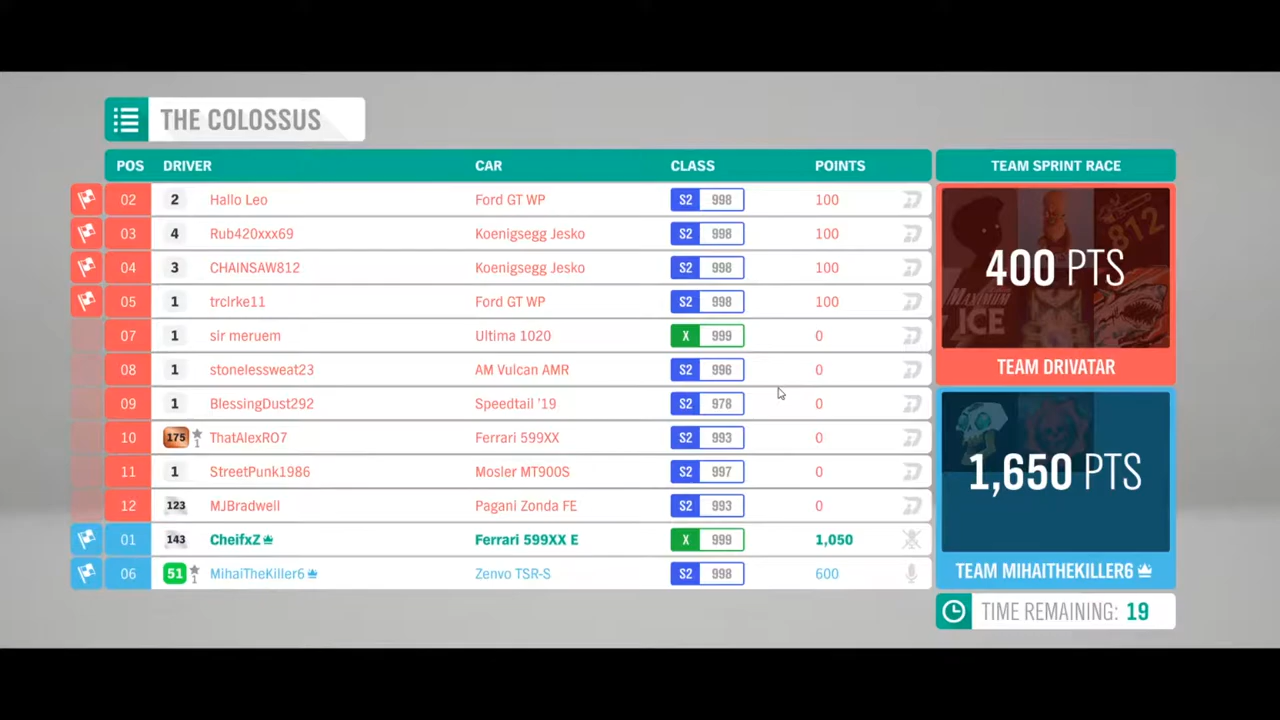 THE COLOSSUS
POS DRIVER CAR CLASS POINTS TEAM SPRINT RACE
02 2 Hallo Leo Ford GT WP S2 998 100
03 4 Rub420xxx69 Koenigsegg Jesko S2 998 100
04 3 CHAINSAW812 Koenigsegg Jesko S2 998 100
05 1 trclrke11 Ford GT WP S2 998 100
07 1 sir meruem Ultima 1020 X 999 0
08 1 stonelessweat23 AM Vulcan AMR S2 996 0
09 1 BlessingDust292 Speedtail '19 S2 978 0
10 175 1 ThatAlexRO7 Ferrari 599XX S2 993 0
11 1 StreetPunk1986 Mosler MT900S S2 997 0
12 123 MJBradwell Pagani Zonda FE S2 993 0
01 143 CheifxZ Ferrari 599XX E X 999 1,050
06 51 1 MihaiTheKiller6 Zenvo TSR-S S2 998 600
812
400 PTS
MAXIMUM
ICE
TEAM DRIVATAR
1,650 PTS
TEAM MIHAITHEKILLER6
TIME REMAINING: 19